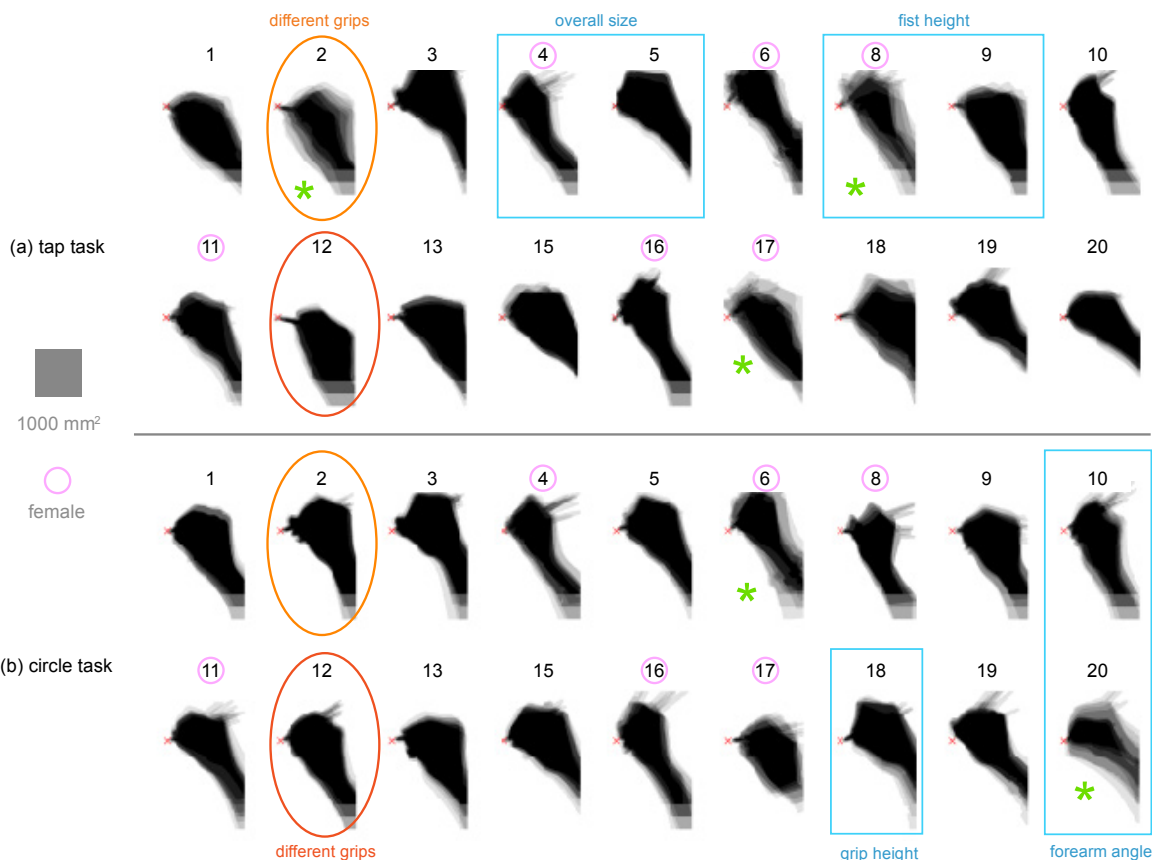 different grips overall size fist height
1 2 3 4 5 6 8 9 10
(a) tap task
11 12 13 15 16 17 18 19 20
1000 mm²
female
1 2 3 4 5 6 8 9 10
(b) circle task
11 12 13 15 16 17 18 19 20
different grips grip height forearm angle